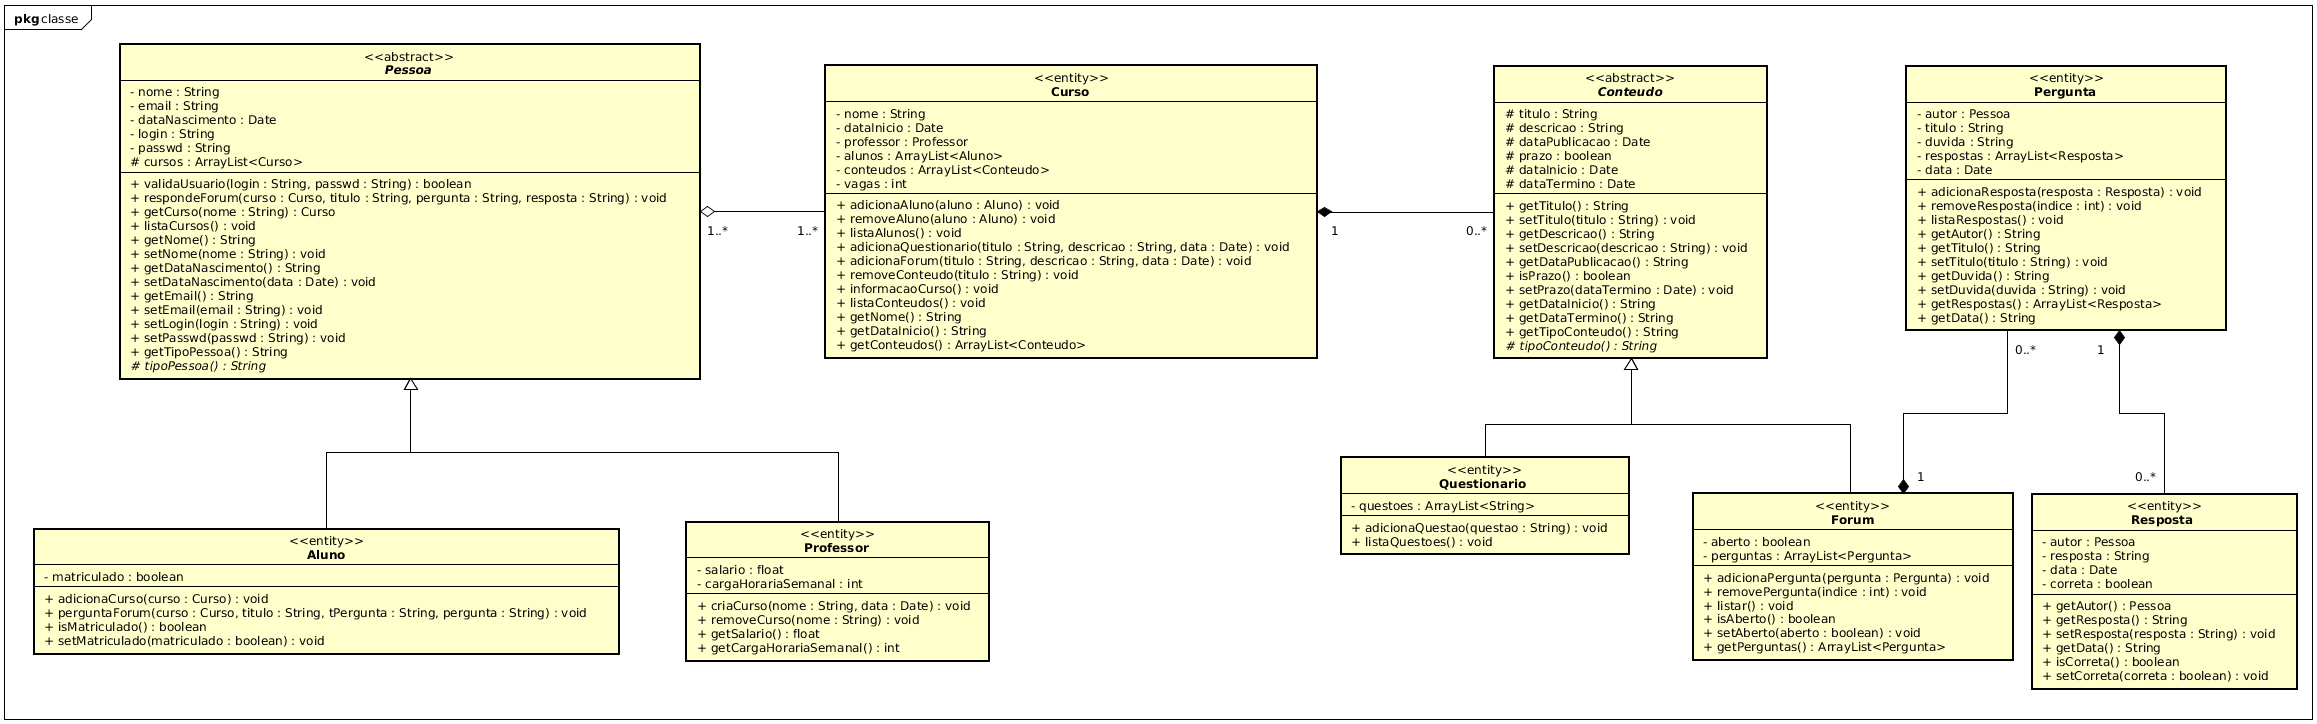 pkg classe
<<abstract>>
Pessoa
- nome : String
- email : String
- dataNascimento : Date
- login : String
- passwd : String
# cursos : ArrayList<Curso>
+ validaUsuario(login : String, passwd : String) : boolean
+ respondeForum(curso : Curso, titulo : String, pergunta : String, resposta : String) : void
+ getCurso(nome : String) : Curso
+ listaCursos() : void
+ getNome() : String
+ setNome(nome : String) : void
+ getDataNascimento() : String
+ setDataNascimento(data : Date) : void
+ getEmail() : String
+ setEmail(email : String) : void
+ setLogin(login : String) : void
+ setPasswd(passwd : String) : void
+ getTipoPessoa() : String
# tipoPessoa() : String
1..*
1..*
<<entity>>
Curso
- nome : String
- dataInicio : Date
- professor : Professor
- alunos : ArrayList<Aluno>
- conteudos : ArrayList<Conteudo>
- vagas : int
+ adicionaAluno(aluno : Aluno) : void
+ removeAluno(aluno : Aluno) : void
+ listaAlunos() : void
+ adicionaQuestionario(titulo : String, descricao : String, data : Date) : void
+ adicionaForum(titulo : String, descricao : String, data : Date) : void
+ removeConteudo(titulo : String) : void
+ informacaoCurso() : void
+ listaConteudos() : void
+ getNome() : String
+ getDataInicio() : String
+ getConteudos() : ArrayList<Conteudo>
1
0..*
<<abstract>>
Conteudo
# titulo : String
# descricao : String
# dataPublicacao : Date
# prazo : boolean
# dataInicio : Date
# dataTermino : Date
+ getTitulo() : String
+ setTitulo(titulo : String) : void
+ getDescricao() : String
+ setDescricao(descricao : String) : void
+ getDataPublicacao() : String
+ isPrazo() : boolean
+ setPrazo(dataTermino : Date) : void
+ getDataInicio() : String
+ getDataTermino() : String
+ getTipoConteudo() : String
# tipoConteudo() : String
<<entity>>
Pergunta
- autor : Pessoa
- titulo : String
- duvida : String
- respostas : ArrayList<Resposta>
- data : Date
+ adicionaResposta(resposta : Resposta) : void
+ removeResposta(indice : int) : void
+ listaRespostas() : void
+ getAutor() : String
+ getTitulo() : String
+ setTitulo(titulo : String) : void
+ getDuvida() : String
+ setDuvida(duvida : String) : void
+ getRespostas() : ArrayList<Resposta>
+ getData() : String
0..*
1
1
0..*
<<entity>>
Aluno
- matriculado : boolean
+ adicionaCurso(curso : Curso) : void
+ perguntaForum(curso : Curso, titulo : String, tPergunta : String, pergunta : String) : void
+ isMatriculado() : boolean
+ setMatriculado(matriculado : boolean) : void
<<entity>>
Professor
- salario : float
- cargaHorariaSemanal : int
+ criaCurso(nome : String, data : Date) : void
+ removeCurso(nome : String) : void
+ getSalario() : float
+ getCargaHorariaSemanal() : int
<<entity>>
Questionario
- questoes : ArrayList<String>
+ adicionaQuestao(questao : String) : void
+ listaQuestoes() : void
<<entity>>
Forum
- aberto : boolean
- perguntas : ArrayList<Pergunta>
+ adicionaPergunta(pergunta : Pergunta) : void
+ removePergunta(indice : int) : void
+ listar() : void
+ isAberto() : boolean
+ setAberto(aberto : boolean) : void
+ getPerguntas() : ArrayList<Pergunta>
<<entity>>
Resposta
- autor : Pessoa
- resposta : String
- data : Date
- correta : boolean
+ getAutor() : Pessoa
+ getResposta() : String
+ setResposta(resposta : String) : void
+ getData() : String
+ isCorreta() : boolean
+ setCorreta(correta : boolean) : void